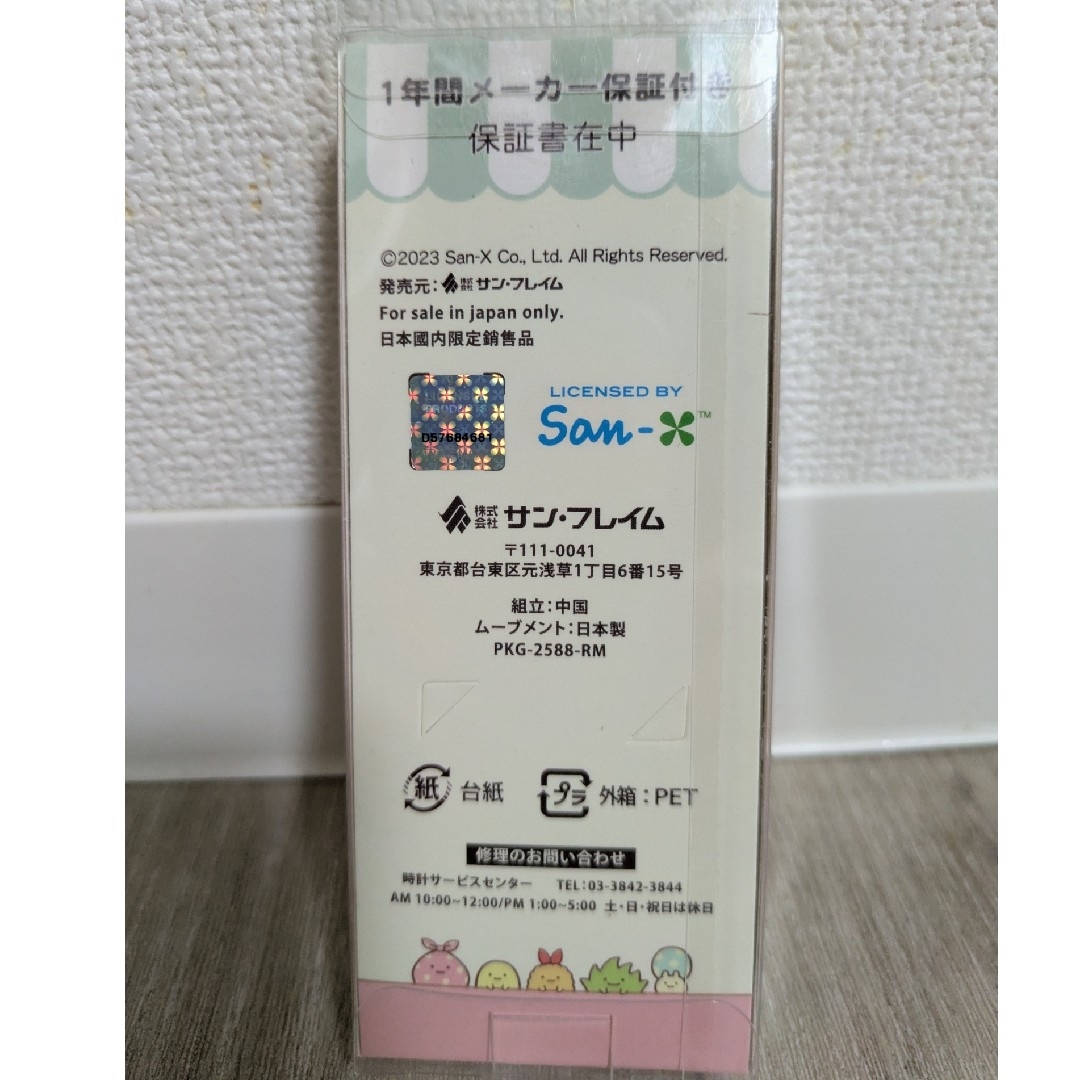 1年間メーカー保証付き
保証書在中
©2023 San-X Co., Ltd. All Rights Reserved.
発売元:株式会社サン・フレイム
For sale in japan only.
日本國内限定銷售品
PRODUCTS
D57684681
LICENSED BY
San-X™
株式会社サン・フレイム
〒111-0041
東京都台東区元浅草1丁目6番15号
組立:中国
ムーブメント:日本製
PKG-2588-RM
紙 台紙
プラ 外箱:PET
修理のお問い合わせ
時計サービスセンター TEL:03-3842-3844
AM 10:00~12:00/PM 1:00~5:00 土・日・祝日は休日